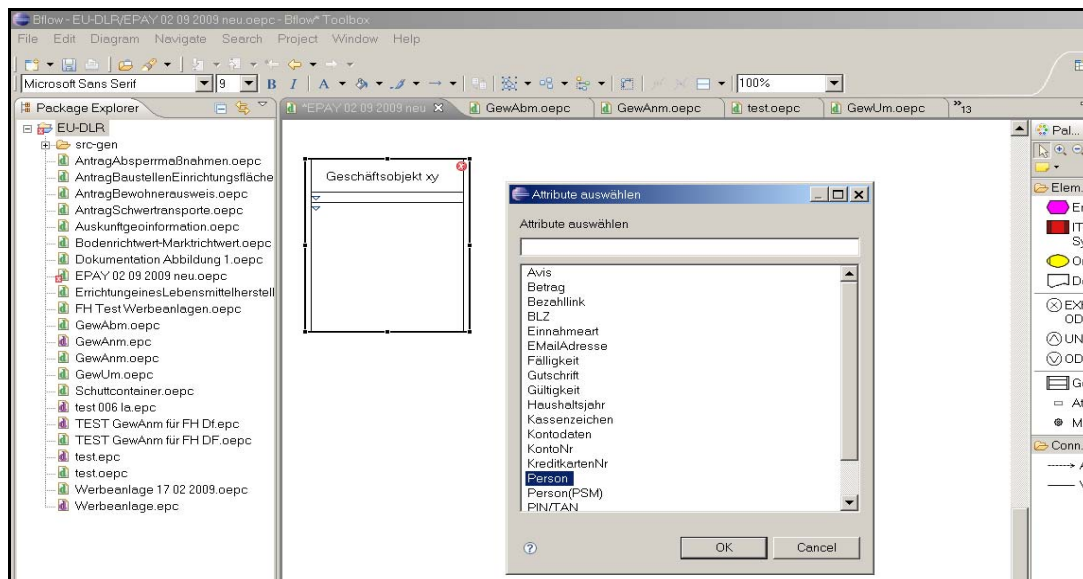 Bflow - EU-DLR/EPAY 02 09 2009 neu.oepc - Bflow* Toolbox
File Edit Diagram Navigate Search Project Window Help
Microsoft Sans Serif 9 B I A 100%
Package Explorer
*EPAY 02 09 2009 neu GewAbm.oepc GewAnm.oepc test.oepc GewUm.oepc »13
EU-DLR
src-gen
AntragAbsperrmaßnahmen.oepc
AntragBaustellenEinrichtungsfläche
AntragBewohnerausweis.oepc
AntragSchwertransporte.oepc
Auskunftgeoinformation.oepc
Bodenrichtwert-Marktrichtwert.oepc
Dokumentation Abbildung 1.oepc
EPAY 02 09 2009 neu.oepc
ErrichtungeinesLebensmittelherstell
FH Test Werbeanlagen.oepc
GewAbm.oepc
GewAnm.epc
GewAnm.oepc
GewUm.oepc
Schuttcontainer.oepc
test 006 la.epc
TEST GewAnm für FH Df.epc
TEST GewAnm für FH DF.oepc
test.epc
test.oepc
Werbeanlage 17 02 2009.oepc
Werbeanlage.epc
Geschäftsobjekt xy
Attribute auswählen
Attribute auswählen
Avis
Betrag
Bezahllink
BLZ
Einnahmeart
EMailAdresse
Fälligkeit
Gutschrift
Gültigkeit
Haushaltsjahr
Kassenzeichen
Kontodaten
KontoNr
KreditkartenNr
Person
Person(PSM)
PIN/TAN
OK Cancel
Pal...
Elem.
Er
IT
Sy
Or
Do
EXK
OD
UN
OD
Ge
At
M
Conn.
A
V